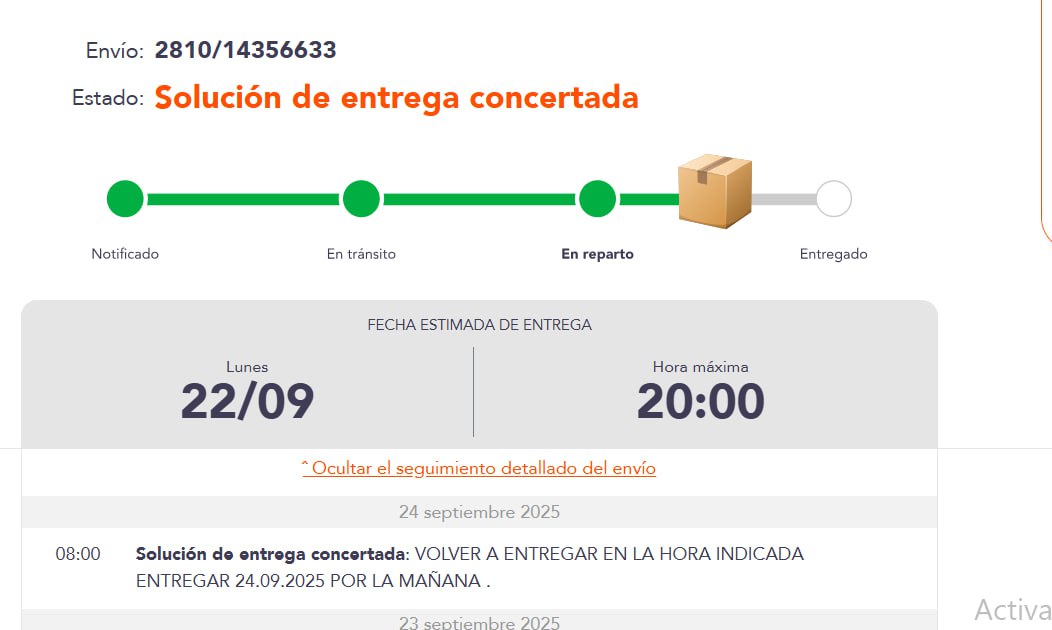 Envío: 2810/14356633
Estado: Solución de entrega concertada
Notificado En tránsito En reparto Entregado
FECHA ESTIMADA DE ENTREGA
Lunes Hora máxima
22/09 20:00
ˆ Ocultar el seguimiento detallado del envío
24 septiembre 2025
08:00 Solución de entrega concertada: VOLVER A ENTREGAR EN LA HORA INDICADA
ENTREGAR 24.09.2025 POR LA MAÑANA .
Activa
23 septiembre 2025